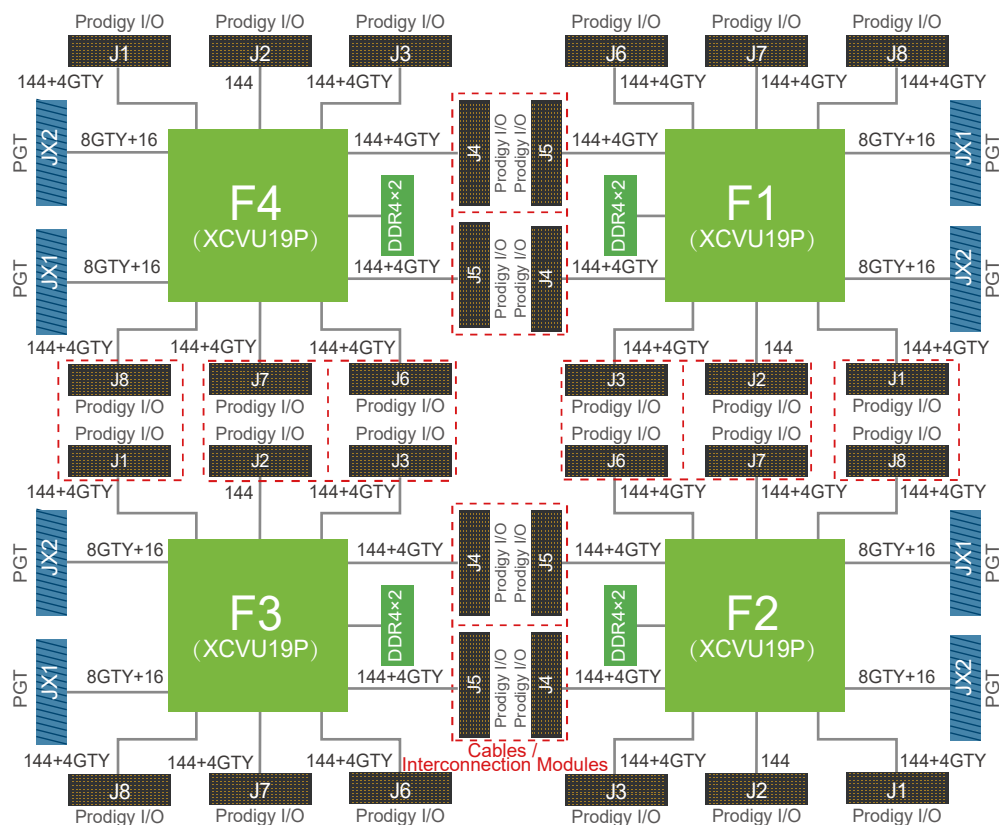 Prodigy I/O Prodigy I/O Prodigy I/O Prodigy I/O Prodigy I/O Prodigy I/O
J1 J2 J3 J6 J7 J8
144+4GTY 144 144+4GTY 144+4GTY 144+4GTY 144+4GTY
PGT JX2 8GTY+16 144+4GTY J4 Prodigy I/O Prodigy I/O J5 144+4GTY 8GTY+16 JX1 PGT
F4 DDR4×2 DDR4×2 F1
(XCVU19P) (XCVU19P)
PGT JX1 8GTY+16 144+4GTY J5 Prodigy I/O Prodigy I/O J4 144+4GTY 8GTY+16 JX2 PGT
144+4GTY 144+4GTY 144+4GTY 144+4GTY 144 144+4GTY
J8 J7 J6 J3 J2 J1
Prodigy I/O Prodigy I/O Prodigy I/O Prodigy I/O Prodigy I/O Prodigy I/O
Prodigy I/O Prodigy I/O Prodigy I/O Prodigy I/O Prodigy I/O Prodigy I/O
J1 J2 J3 J6 J7 J8
144+4GTY 144 144+4GTY 144+4GTY 144+4GTY 144+4GTY
PGT JX2 8GTY+16 144+4GTY J4 Prodigy I/O Prodigy I/O J5 144+4GTY 8GTY+16 JX1 PGT
F3 DDR4×2 DDR4×2 F2
(XCVU19P) (XCVU19P)
PGT JX1 8GTY+16 144+4GTY J5 Prodigy I/O Prodigy I/O J4 144+4GTY 8GTY+16 JX2 PGT
Cables /
Interconnection Modules
144+4GTY 144+4GTY 144+4GTY 144+4GTY 144 144+4GTY
J8 J7 J6 J3 J2 J1
Prodigy I/O Prodigy I/O Prodigy I/O Prodigy I/O Prodigy I/O Prodigy I/O